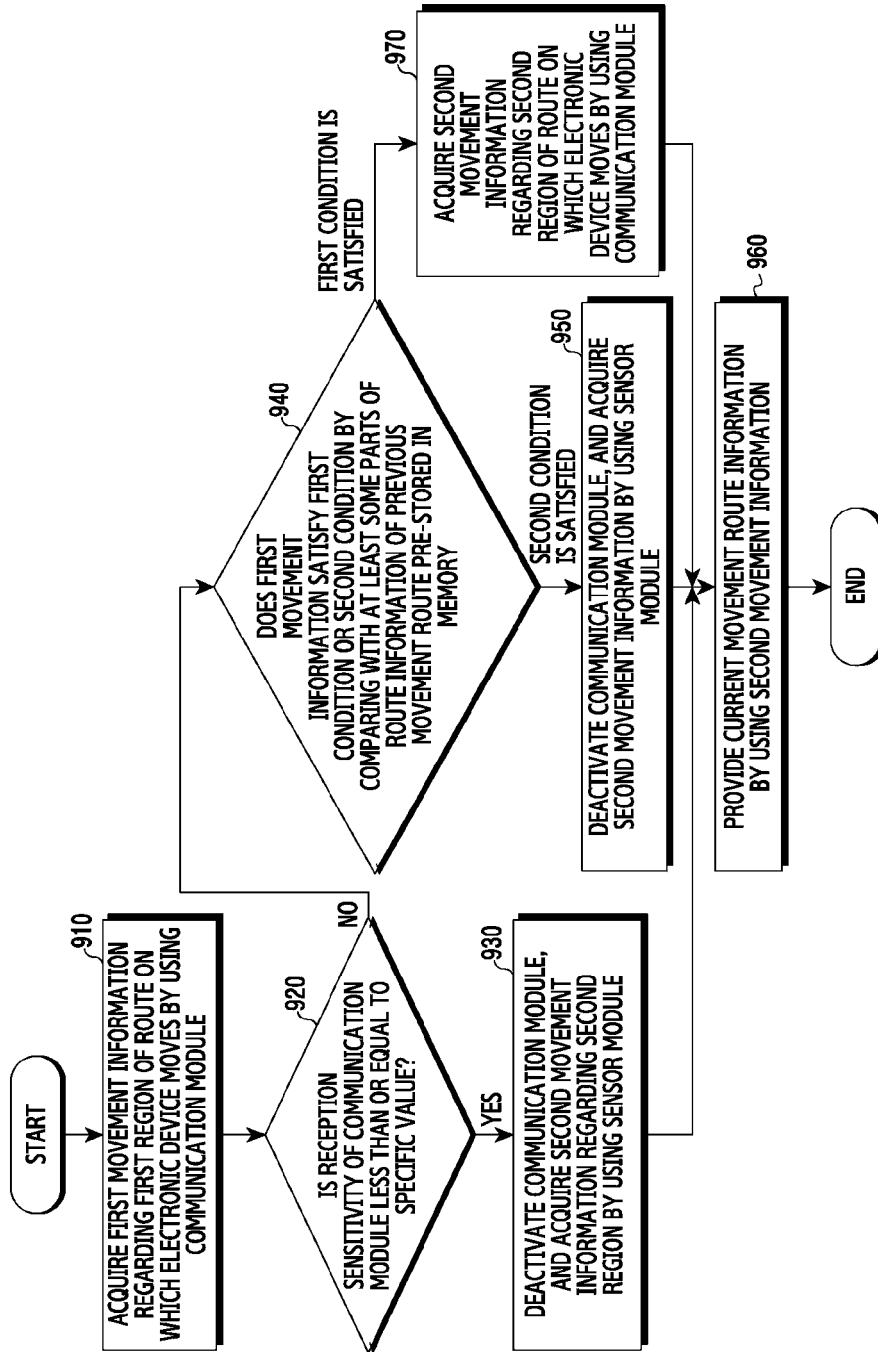 START
910
ACQUIRE FIRST MOVEMENT INFORMATION
REGARDING FIRST REGION OF ROUTE ON
WHICH ELECTRONIC DEVICE MOVES BY USING
COMMUNICATION MODULE
920
IS RECEPTION
SENSITIVITY OF COMMUNICATION
MODULE LESS THAN OR EQUAL TO
SPECIFIC VALUE?
NO
YES
930
DEACTIVATE COMMUNICATION MODULE,
AND ACQUIRE SECOND MOVEMENT
INFORMATION REGARDING SECOND
REGION BY USING SENSOR MODULE
940
DOES FIRST
MOVEMENT
INFORMATION SATISFY FIRST
CONDITION OR SECOND CONDITION BY
COMPARING WITH AT LEAST SOME PARTS OF
ROUTE INFORMATION OF PREVIOUS
MOVEMENT ROUTE PRE-STORED IN
MEMORY
FIRST CONDITION IS
SATISFIED
SECOND CONDITION
IS SATISFIED
950
DEACTIVATE COMMUNICATION MODULE, AND ACQUIRE
SECOND MOVEMENT INFORMATION BY USING SENSOR
MODULE
970
ACQUIRE SECOND
MOVEMENT
INFORMATION
REGARDING SECOND
REGION OF ROUTE ON
WHICH ELECTRONIC
DEVICE MOVES BY USING
COMMUNICATION MODULE
960
PROVIDE CURRENT MOVEMENT ROUTE INFORMATION
BY USING SECOND MOVEMENT INFORMATION
END